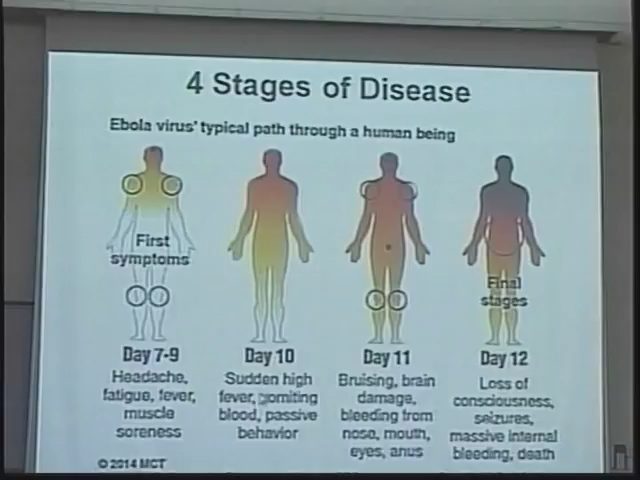 4 Stages of Disease
Ebola virus' typical path through a human being
First
symptoms
Final
stages
Day 7-9
Day 10
Day 11
Day 12
Headache,
fatigue, fever,
muscle
soreness
Sudden high
fever, vomiting
blood, passive
behavior
Bruising, brain
damage,
bleeding from
nose, mouth,
eyes, anus
Loss of
consciousness,
seizures,
massive internal
bleeding, death
© 2014 MCT